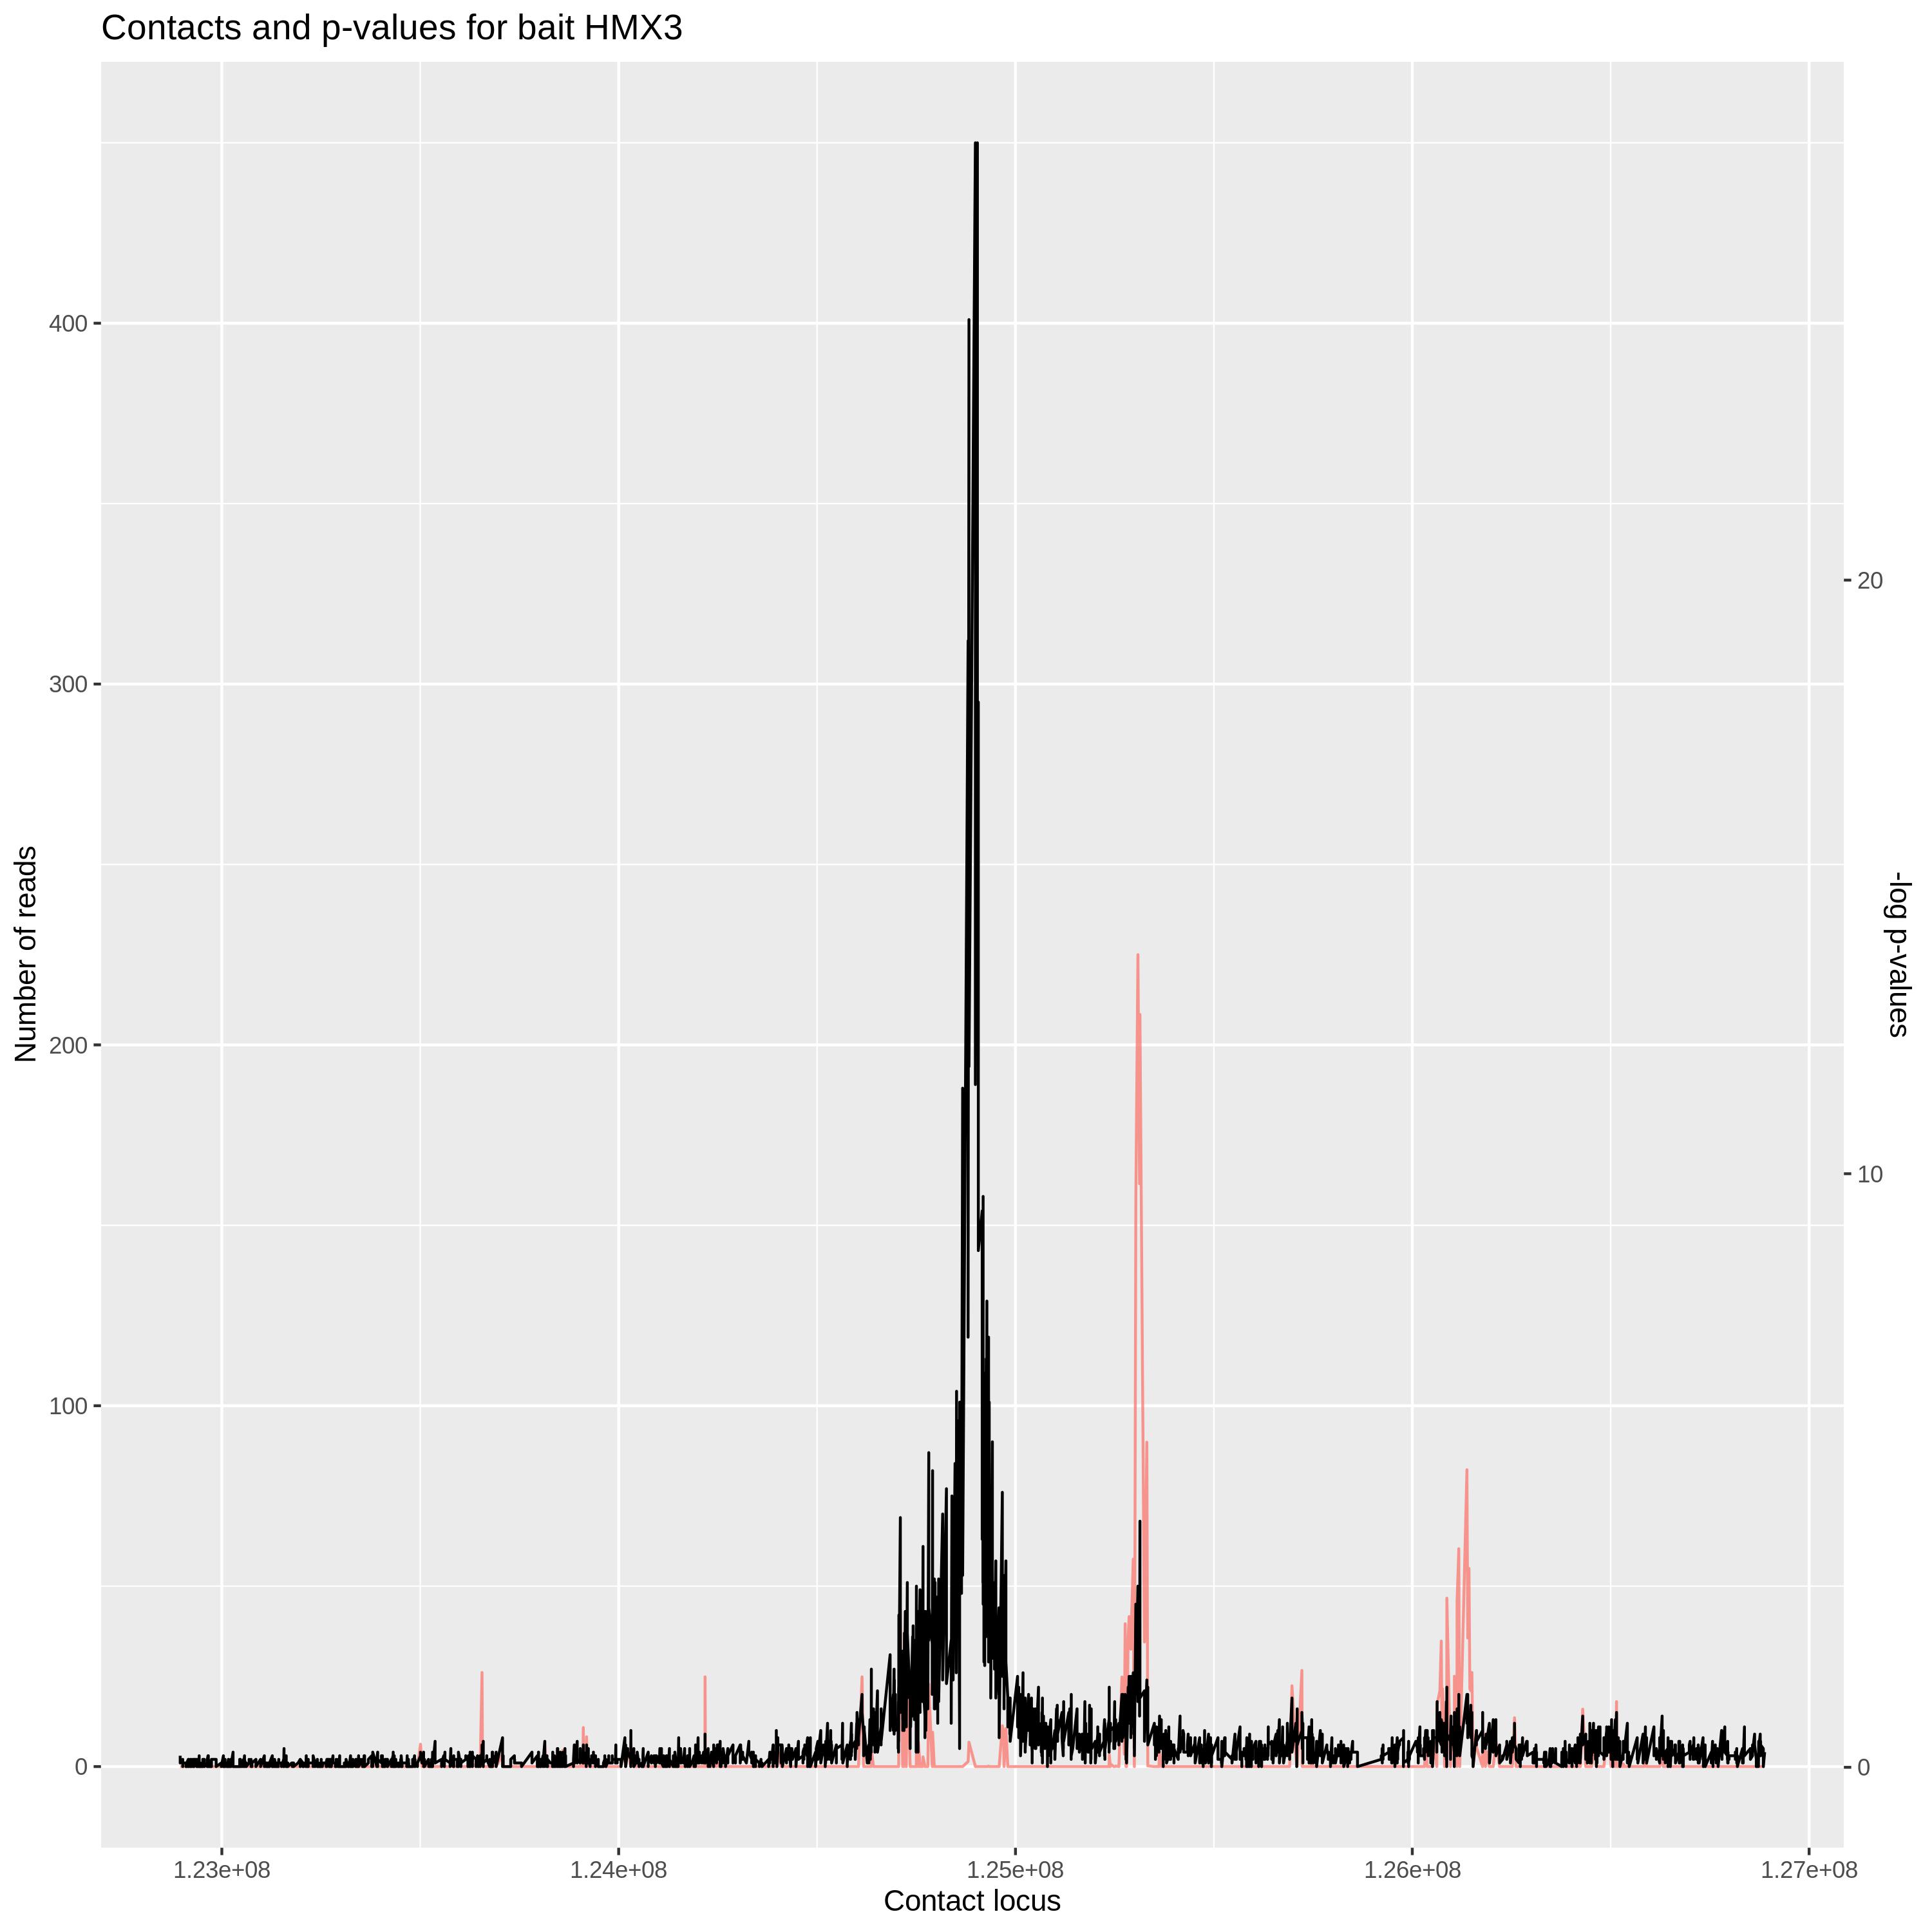 Contacts and p-values for bait HMX3
400
300
200
100
0
Number of reads
20
10
0
-log p-values
1.23e+08
1.24e+08
1.25e+08
1.26e+08
1.27e+08
Contact locus